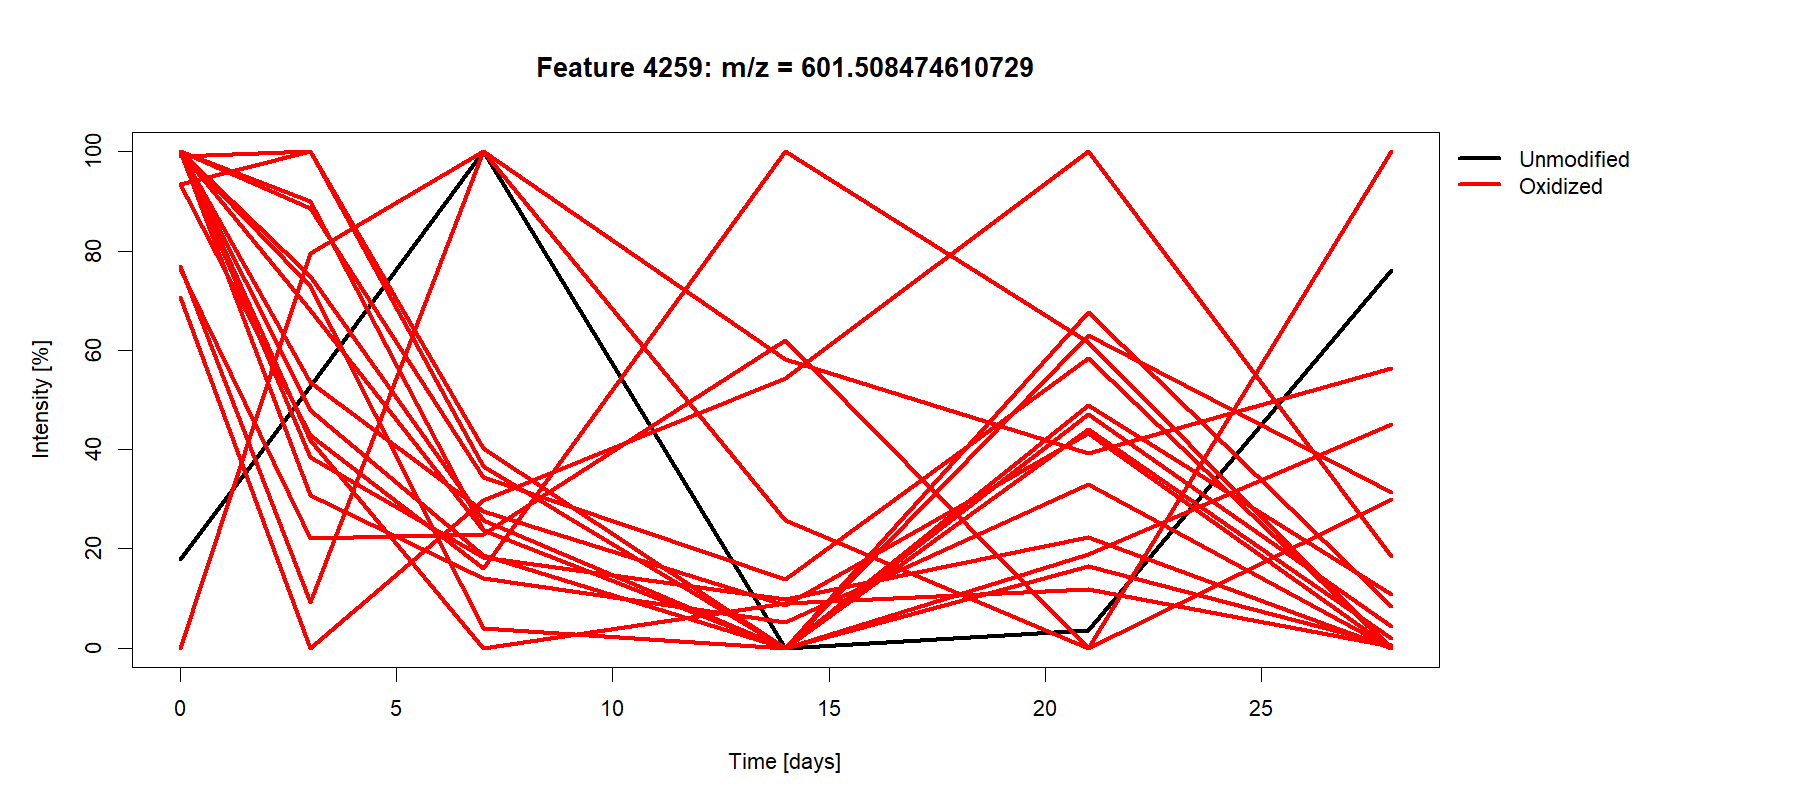 Feature 4259: m/z = 601.508474610729
Unmodified
Oxidized
Intensity [%]
100
80
60
40
20
0
0 5 10 15 20 25
Time [days]